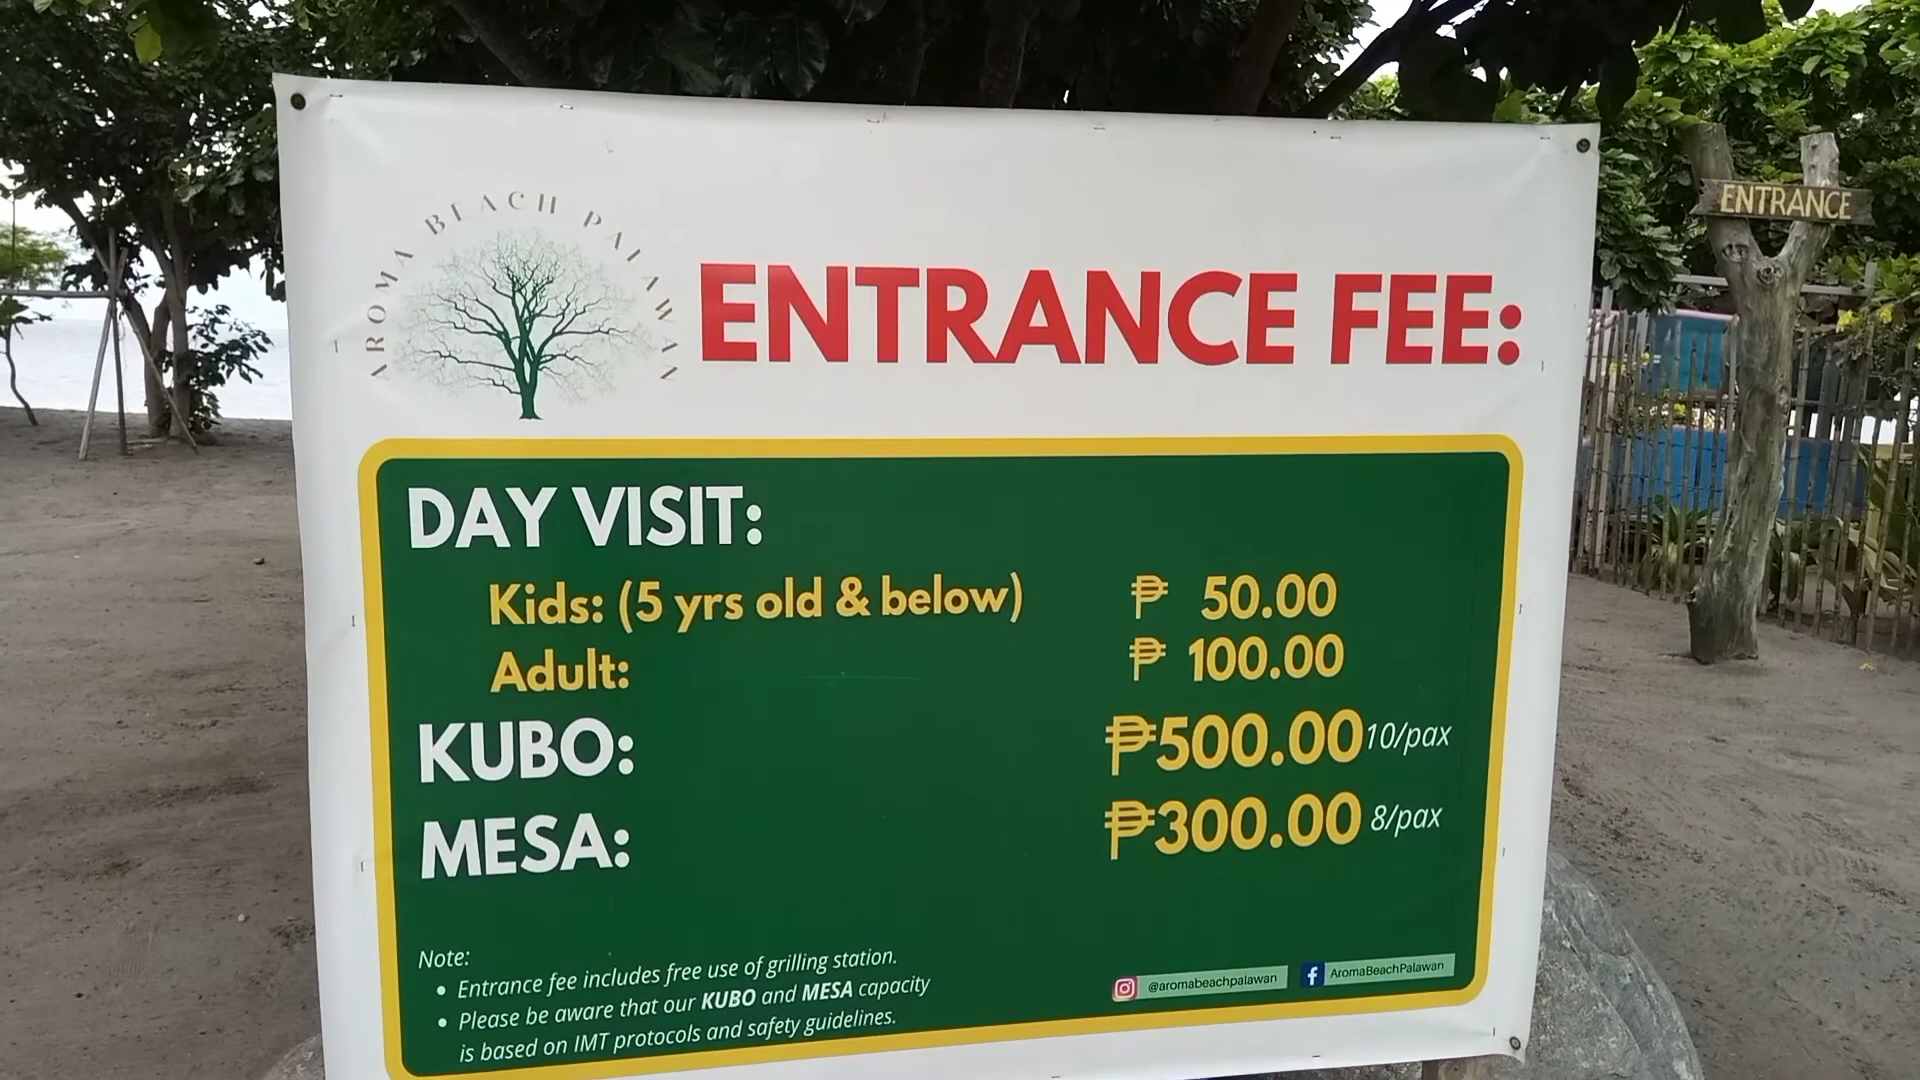 AROMA BEACH PALAWAN
ENTRANCE FEE:
ENTRANCE
DAY VISIT:
Kids: (5 yrs old & below) ₱ 50.00
Adult: ₱ 100.00
KUBO: ₱500.00 10/pax
MESA: ₱300.00 8/pax
Note:
• Entrance fee includes free use of grilling station.
• Please be aware that our KUBO and MESA capacity
is based on IMT protocols and safety guidelines.
@aromabeachpalawan
AromaBeachPalawan